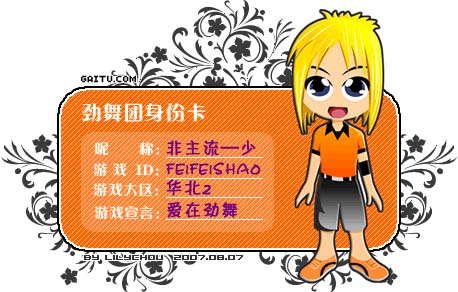 GAITU.COM
劲舞团身份卡
昵　称: 非主流一少
游戏 ID: FEIFEISHAO
游戏大区: 华北2
游戏宣言: 爱在劲舞
BY LILYCHOU 2007.08.07